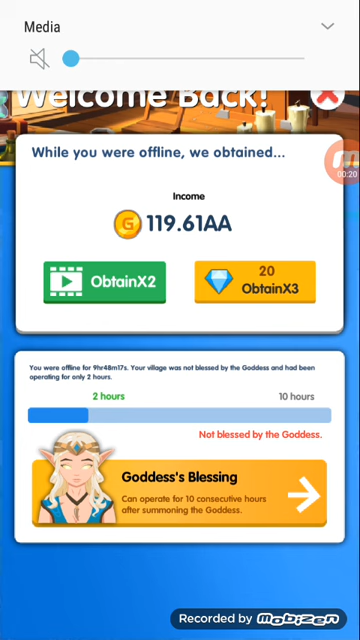 Media
Welcome Back!
While you were offline, we obtained...
00:20
Income
G 119.61AA
ObtainX2
20
ObtainX3
You were offline for 9hr48m17s. Your village was not blessed by the Goddess and had been
operating for only 2 hours.
2 hours
10 hours
Not blessed by the Goddess.
Goddess's Blessing
Can operate for 10 consecutive hours
after summoning the Goddess.
Recorded by Mobizen